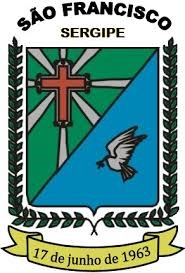 SÃO FRANCISCO
SERGIPE
17 de junho de 1963